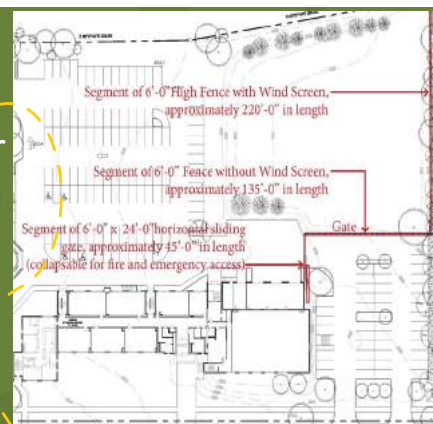 Segment of 6'-0" High Fence with Wind Screen,
approximately 220'-0" in length
Segment of 6'-0" Fence without Wind Screen,
approximately 135'-0" in length
Segment of 6'-0" x 24'-0" horizontal sliding
gate, approximately 45'-0" in length
(collapsable for fire and emergency access)
Gate
r